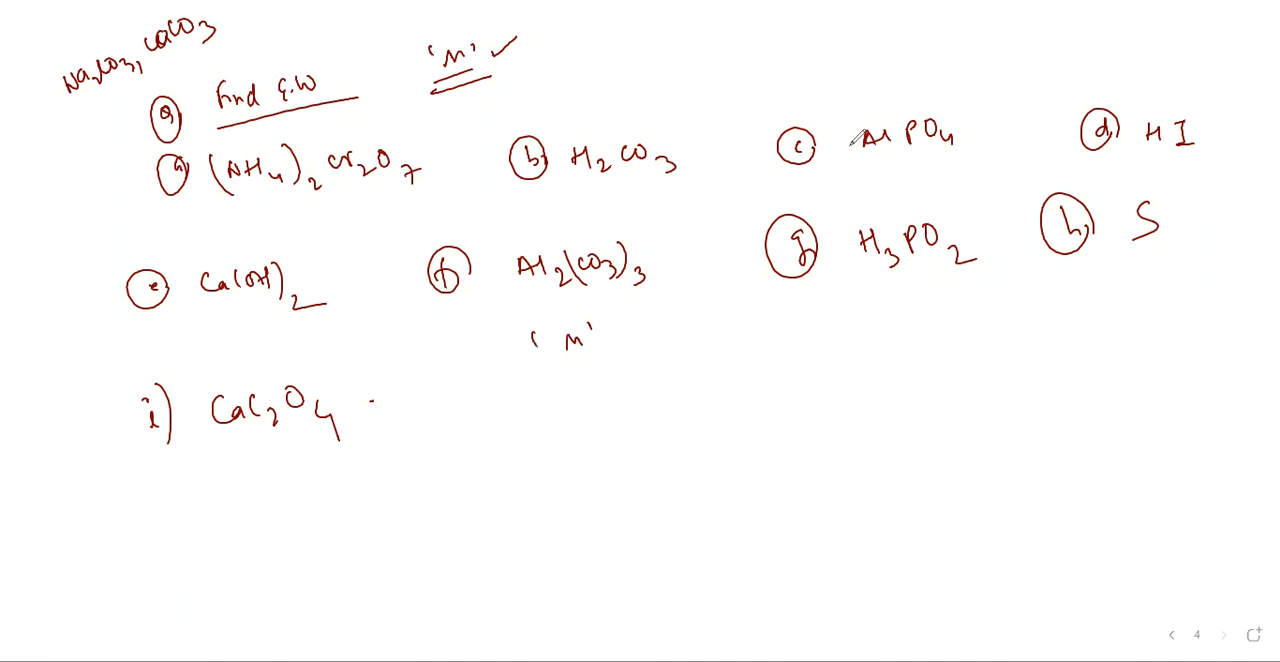 Na2CO3, CaCO3
Q Find E.W 'M' ✓
a, (NH4)2Cr2O7 b, H2CO3 c, AlPO4 d, HI
e, Ca(OH)2 f, Al2(CO3)3 g, H3PO2 h, S
'M'
i) CaC2O4
4